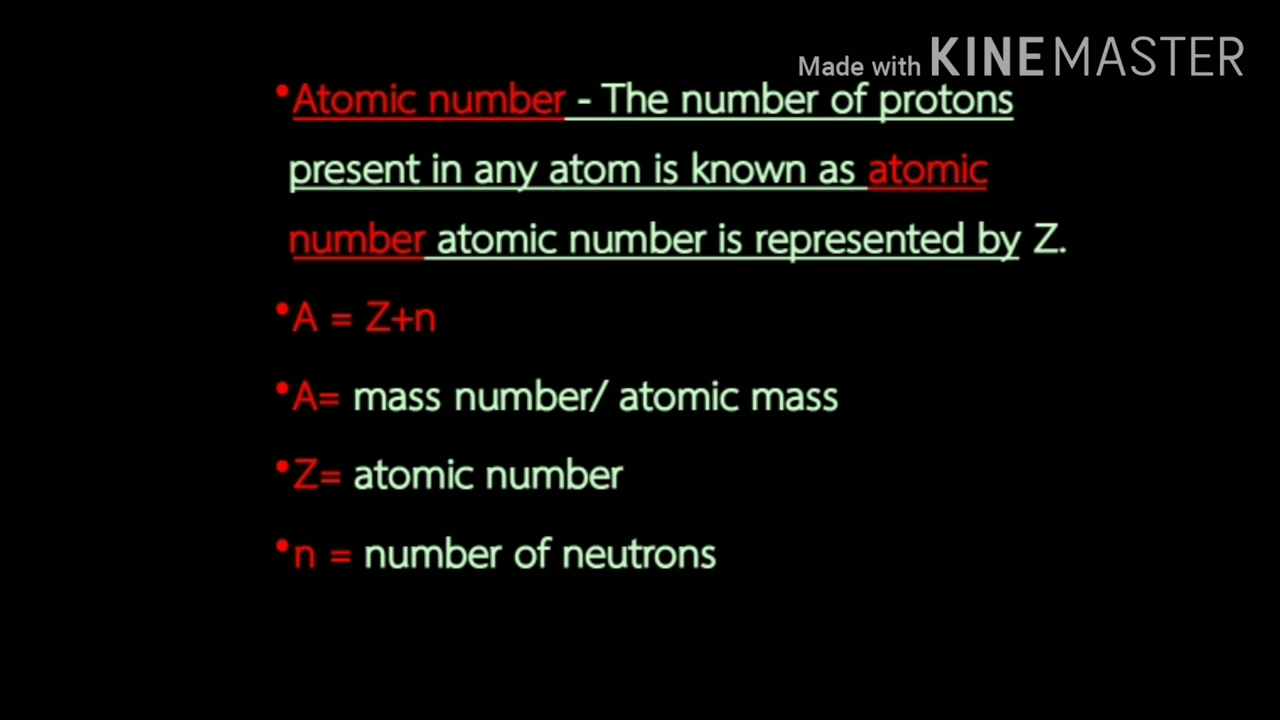 Made with KINEMASTER
•Atomic number - The number of protons
present in any atom is known as atomic
number atomic number is represented by Z.
•A = Z+n
•A= mass number/ atomic mass
•Z= atomic number
•n = number of neutrons